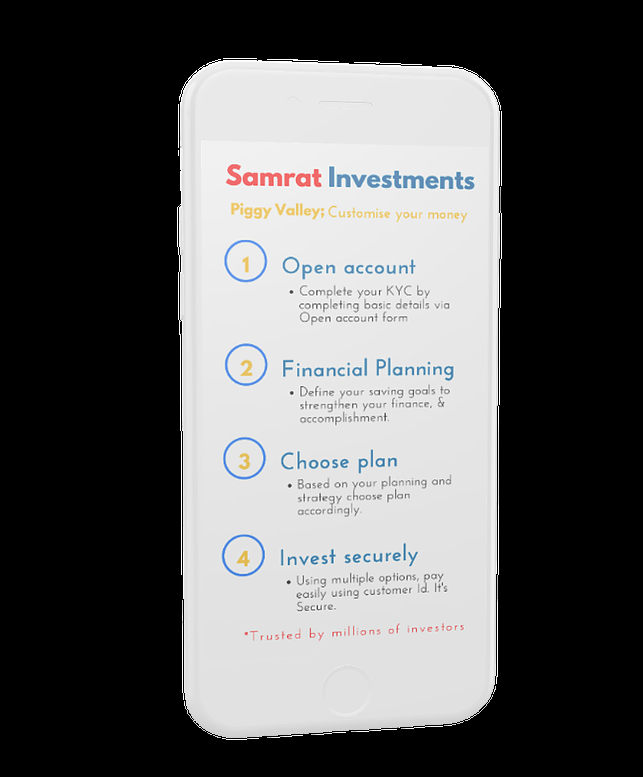 Samrat Investments
Piggy Valley; Customise your money
1 Open account
• Complete your KYC by
completing basic details via
Open account form
2 Financial Planning
• Define your saving goals to
strengthen your finance, &
accomplishment.
3 Choose plan
• Based on your planning and
strategy choose plan
accordingly.
4 Invest securely
• Using multiple options, pay
easily using customer Id. It's
Secure.
*Trusted by millions of investors